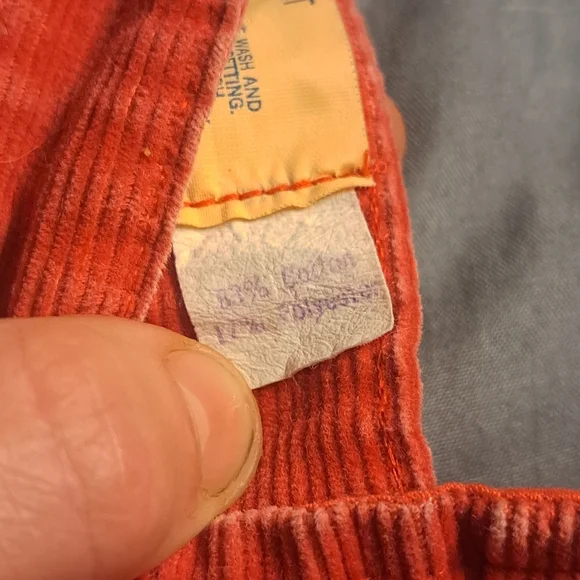 T
WASH AND
TTING.
83% Cotton
17% Polyester